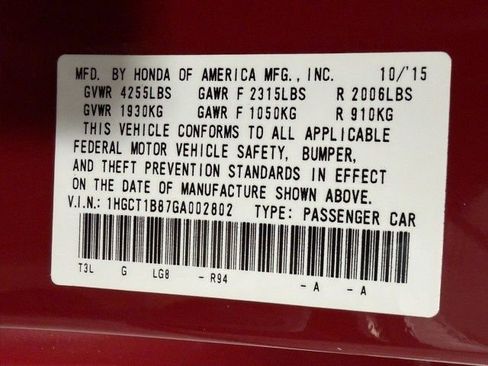 MFD. BY HONDA OF AMERICA MFG., INC. 10/'15
GVWR 4255LBS GAWR F 2315LBS R 2006LBS
GVWR 1930KG GAWR F 1050KG R 910KG
THIS VEHICLE CONFORMS TO ALL APPLICABLE
FEDERAL MOTOR VEHICLE SAFETY, BUMPER,
AND THEFT PREVENTION STANDARDS IN EFFECT
ON THE DATE OF MANUFACTURE SHOWN ABOVE.
V.I.N.: 1HGCT1B87GA002802 TYPE: PASSENGER CAR
T3L G LG8 - R94 - A - A